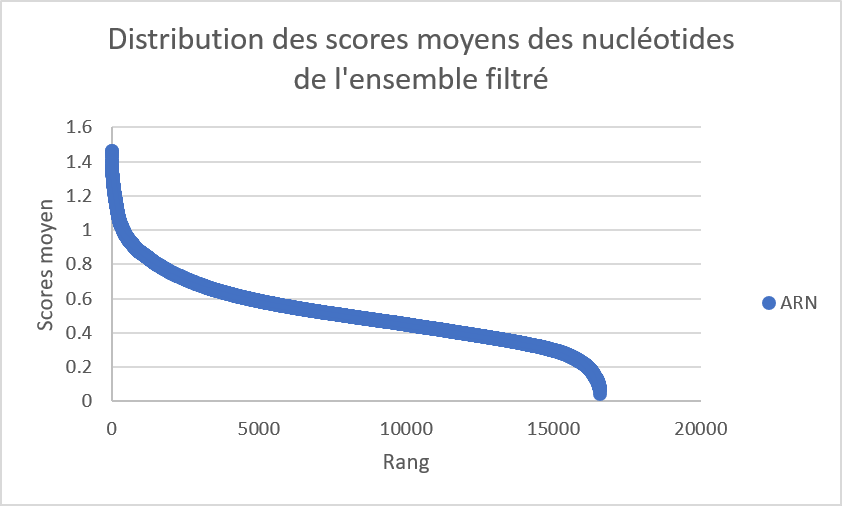 Distribution des scores moyens des nucléotides
de l'ensemble filtré
1.6
1.4
1.2
1
0.8
0.6
0.4
0.2
0
Scores moyen
0 5000 10000 15000 20000
Rang
ARN